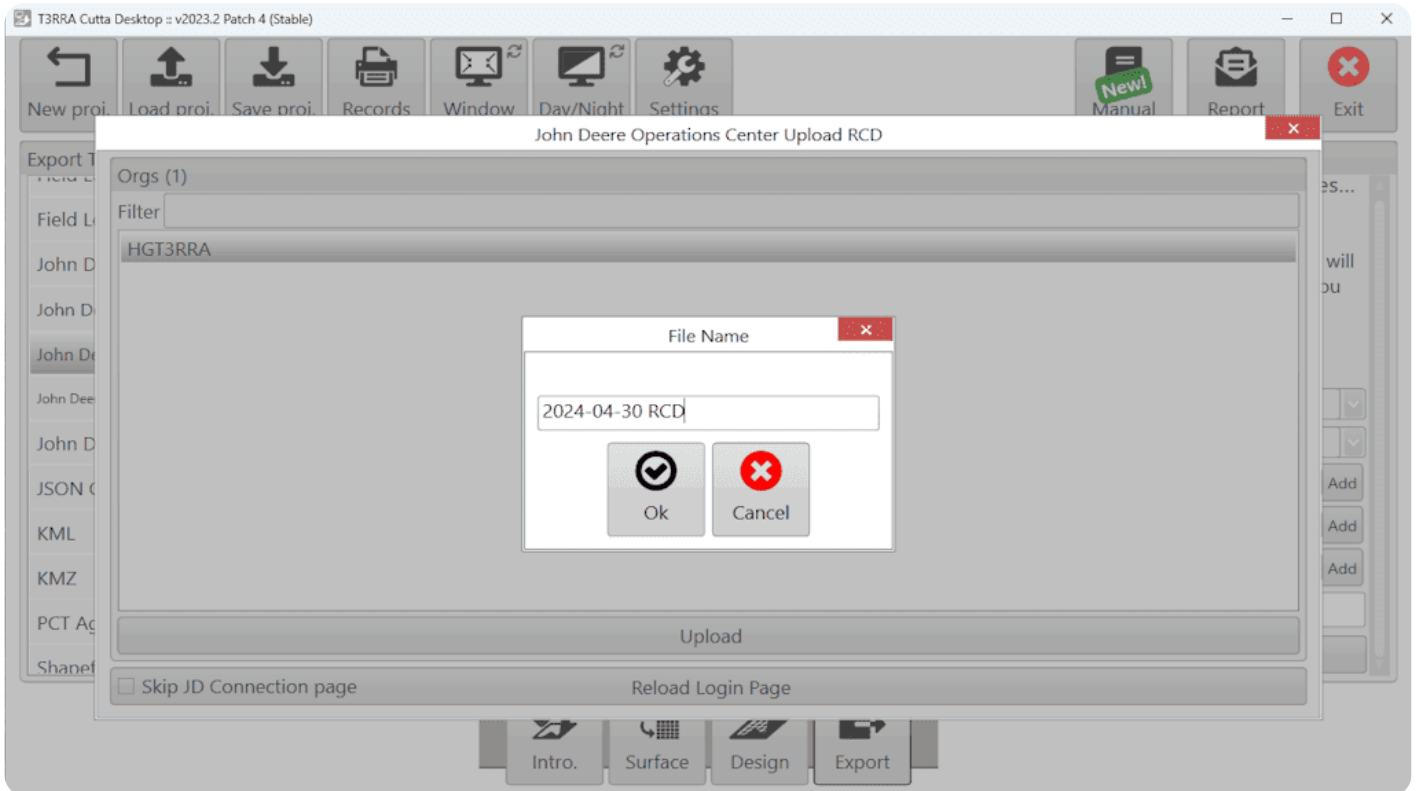 T3RRA Cutta Desktop :: v2023.2 Patch 4 (Stable)
New proj. Load proj. Save proj. Records Window Day/Night Settings New! Manual Report Exit
John Deere Operations Center Upload RCD
Export T
Orgs (1)
es...
Field L
Filter
John D
HGT3RRA
will
ou
John D
John De
File Name
John Dee
2024-04-30 RCD
John D
JSON
Add
Ok Cancel
KML
Add
KMZ
Add
PCT Ag
Upload
Shapef
Skip JD Connection page
Reload Login Page
Intro. Surface Design Export